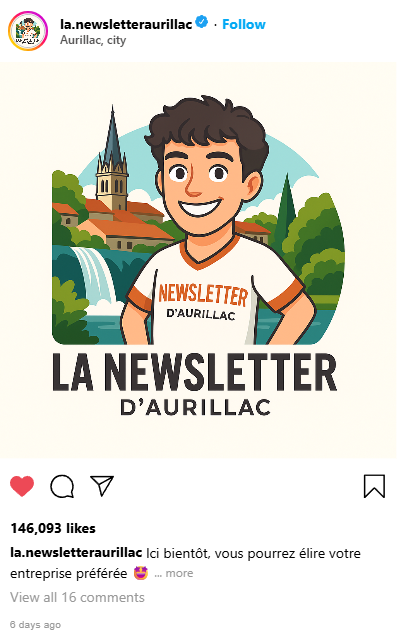 la.newsletteraurillac · Follow
Aurillac, city
NEWSLETTER
D'AURILLAC
LA NEWSLETTER
D'AURILLAC
146,093 likes
la.newsletteraurillac Ici bientôt, vous pourrez élire votre
entreprise préférée 🤩 ... more
View all 16 comments
6 days ago